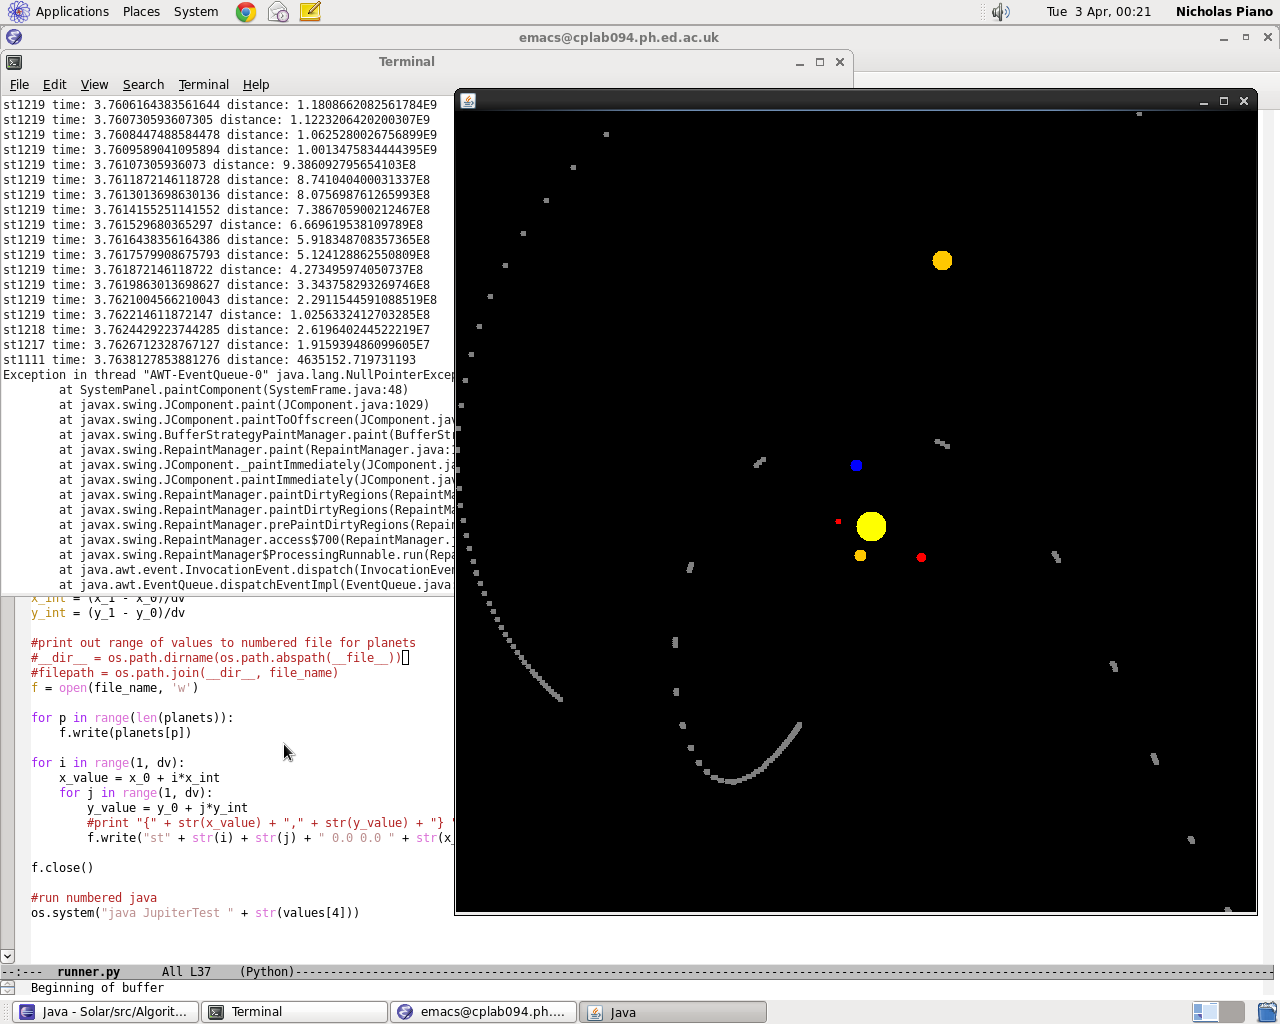 Applications Places System Tue 3 Apr, 00:21 Nicholas Piano
emacs@cplab094.ph.ed.ac.uk
Terminal
File Edit View Search Terminal Help
st1219 time: 3.7606164383561644 distance: 1.1808662082561784E9
st1219 time: 3.760730593607305 distance: 1.1223206420200307E9
st1219 time: 3.7608447488584478 distance: 1.0625280026756899E9
st1219 time: 3.7609589041095894 distance: 1.0013475834444395E9
st1219 time: 3.76107305936073 distance: 9.386092795654103E8
st1219 time: 3.7611872146118728 distance: 8.741040400031337E8
st1219 time: 3.7613013698630136 distance: 8.075698761265993E8
st1219 time: 3.7614155251141552 distance: 7.386705900212467E8
st1219 time: 3.761529680365297 distance: 6.669619538109789E8
st1219 time: 3.7616438356164386 distance: 5.918348708357365E8
st1219 time: 3.7617579908675793 distance: 5.124128862550809E8
st1219 time: 3.761872146118722 distance: 4.273495974050737E8
st1219 time: 3.7619863013698627 distance: 3.343758293269746E8
st1219 time: 3.7621004566210043 distance: 2.2911544591088519E8
st1219 time: 3.762214611872147 distance: 1.0256332412703285E8
st1218 time: 3.7624429223744285 distance: 2.619640244522219E7
st1217 time: 3.7626712328767127 distance: 1.915939486099605E7
st1111 time: 3.7638127853881276 distance: 4635152.719731193
Exception in thread "AWT-EventQueue-0" java.lang.NullPointerExcep
at SystemPanel.paintComponent(SystemFrame.java:48)
at javax.swing.JComponent.paint(JComponent.java:1029)
at javax.swing.JComponent.paintToOffscreen(JComponent.jav
at javax.swing.BufferStrategyPaintManager.paint(BufferStr
at javax.swing.RepaintManager.paint(RepaintManager.java:1
at javax.swing.JComponent._paintImmediately(JComponent.ja
at javax.swing.JComponent.paintImmediately(JComponent.jav
at javax.swing.RepaintManager.paintDirtyRegions(RepaintMa
at javax.swing.RepaintManager.paintDirtyRegions(RepaintMa
at javax.swing.RepaintManager.prePaintDirtyRegions(Repain
at javax.swing.RepaintManager.access$700(RepaintManager.j
at javax.swing.RepaintManager$ProcessingRunnable.run(Repa
at java.awt.event.InvocationEvent.dispatch(InvocationEven
at java.awt.EventQueue.dispatchEventImpl(EventQueue.java
x_int = (x_1 - x_0)/dv
y_int = (y_1 - y_0)/dv
#print out range of values to numbered file for planets
#__dir__ = os.path.dirname(os.path.abspath(__file__))
#filepath = os.path.join(__dir__, file_name)
f = open(file_name, 'w')
for p in range(len(planets)):
f.write(planets[p])
for i in range(1, dv):
x_value = x_0 + i*x_int
for j in range(1, dv):
y_value = y_0 + j*y_int
#print "{" + str(x_value) + "," + str(y_value) + "} "
f.write("st" + str(i) + str(j) + " 0.0 0.0 " + str(x_
f.close()
#run numbered java
os.system("java JupiterTest " + str(values[4]))
--:--- runner.py All L37 (Python)
Beginning of buffer
Java - Solar/src/Algorit... Terminal emacs@cplab094.ph.... Java